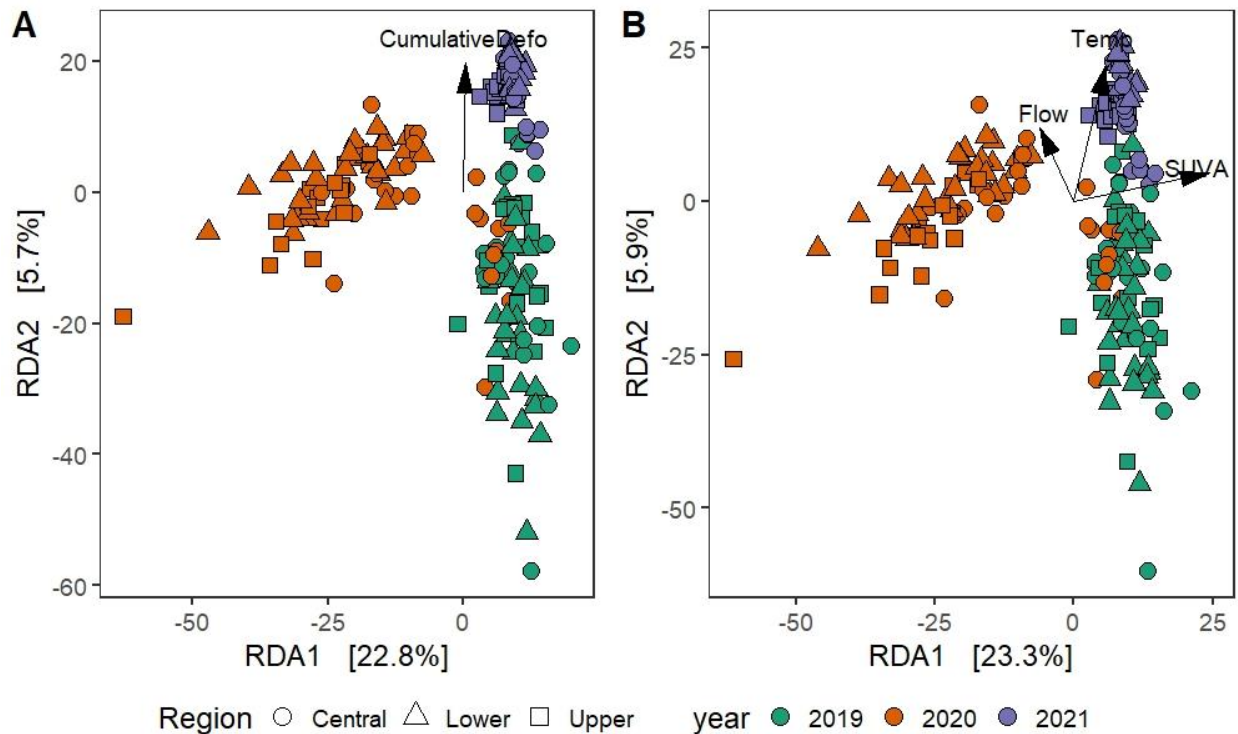 A
B
CumulativeDefo
Temp
Flow
SUVA
20
0
-20
-40
-60
RDA2 [5.7%]
-50
-25
0
RDA1 [22.8%]
25
0
-25
-50
RDA2 [5.9%]
-50
-25
0
25
RDA1 [23.3%]
Region Central Lower Upper year 2019 2020 2021